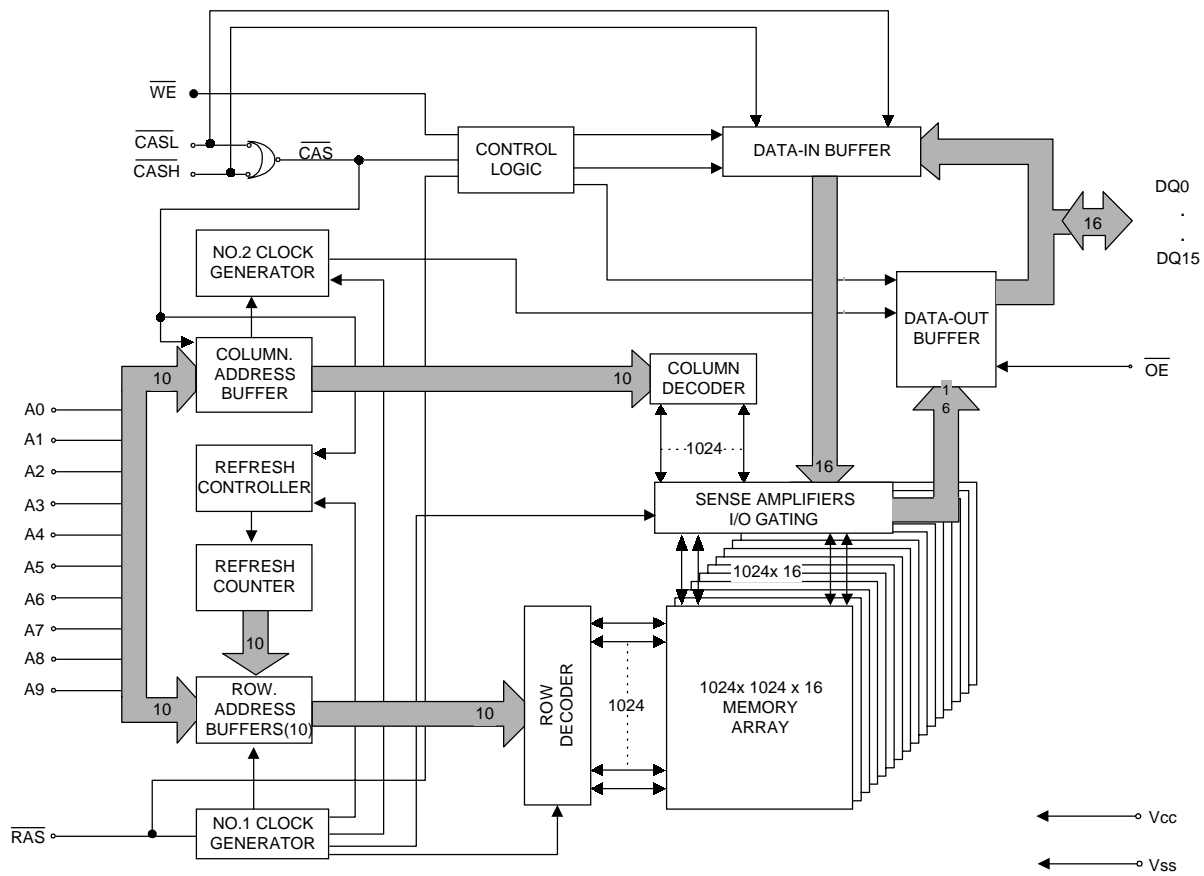 WE
CASL
CASH
CAS
CONTROL
LOGIC
DATA-IN BUFFER
DQ0
.
.
DQ15
16
NO.2 CLOCK
GENERATOR
DATA-OUT
BUFFER
OE
COLUMN.
ADDRESS
BUFFER
10
10
COLUMN
DECODER
1
6
A0
A1
A2
A3
A4
A5
A6
A7
A8
A9
1024
16
REFRESH
CONTROLLER
SENSE AMPLIFIERS
I/O GATING
REFRESH
COUNTER
1024x 16
10
10
ROW.
ADDRESS
BUFFERS(10)
10
ROW
DECODER
1024
1024x 1024 x 16
MEMORY
ARRAY
RAS
NO.1 CLOCK
GENERATOR
Vcc
Vss